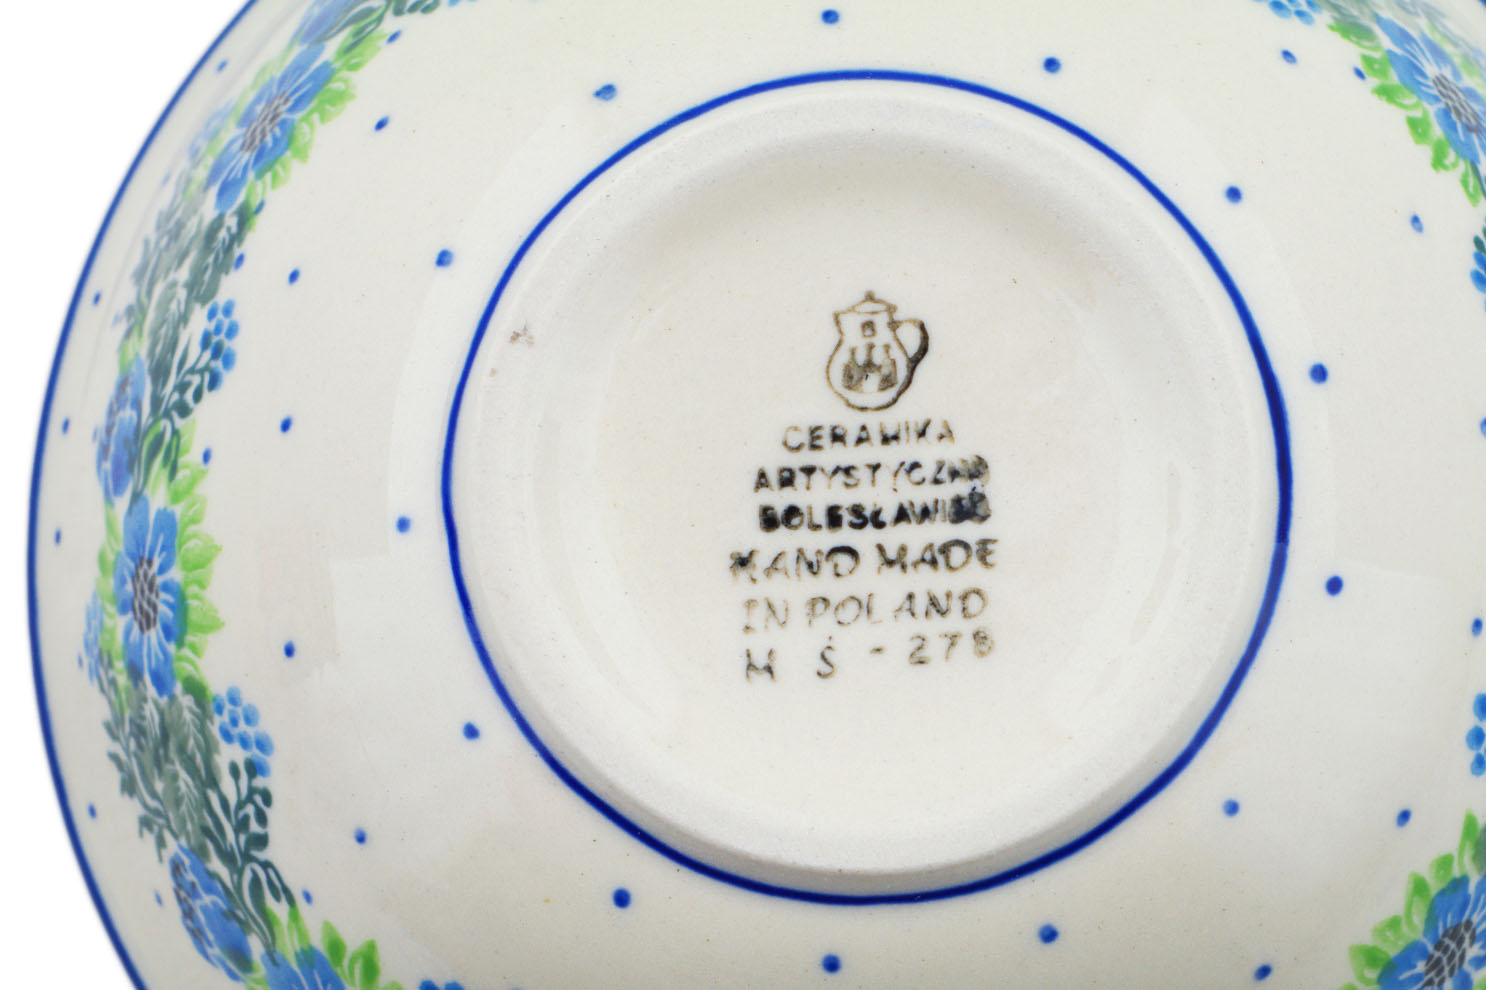 CERAMIKA
ARTYSTYCZNA
BOLESŁAWIEC
HAND MADE
IN POLAND
M Ś - 278